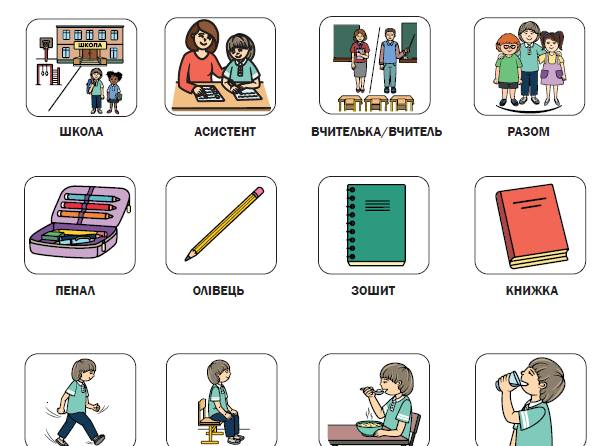 ШКОЛА
ШКОЛА АСИСТЕНТ ВЧИТЕЛЬКА/ВЧИТЕЛЬ РАЗОМ
ПЕНАЛ ОЛІВЕЦЬ ЗОШИТ КНИЖКА